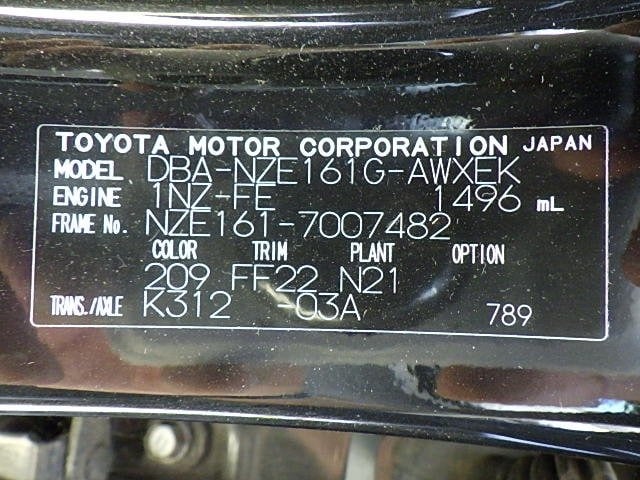 TOYOTA MOTOR CORPORATION JAPAN
MODEL DBA-NZE161G-AWXEK
ENGINE 1NZ-FE 1496 mL
FRAME No. NZE161-7007482
COLOR TRIM PLANT OPTION
209 FF22 N21
TRANS./AXLE K312 -03A 789